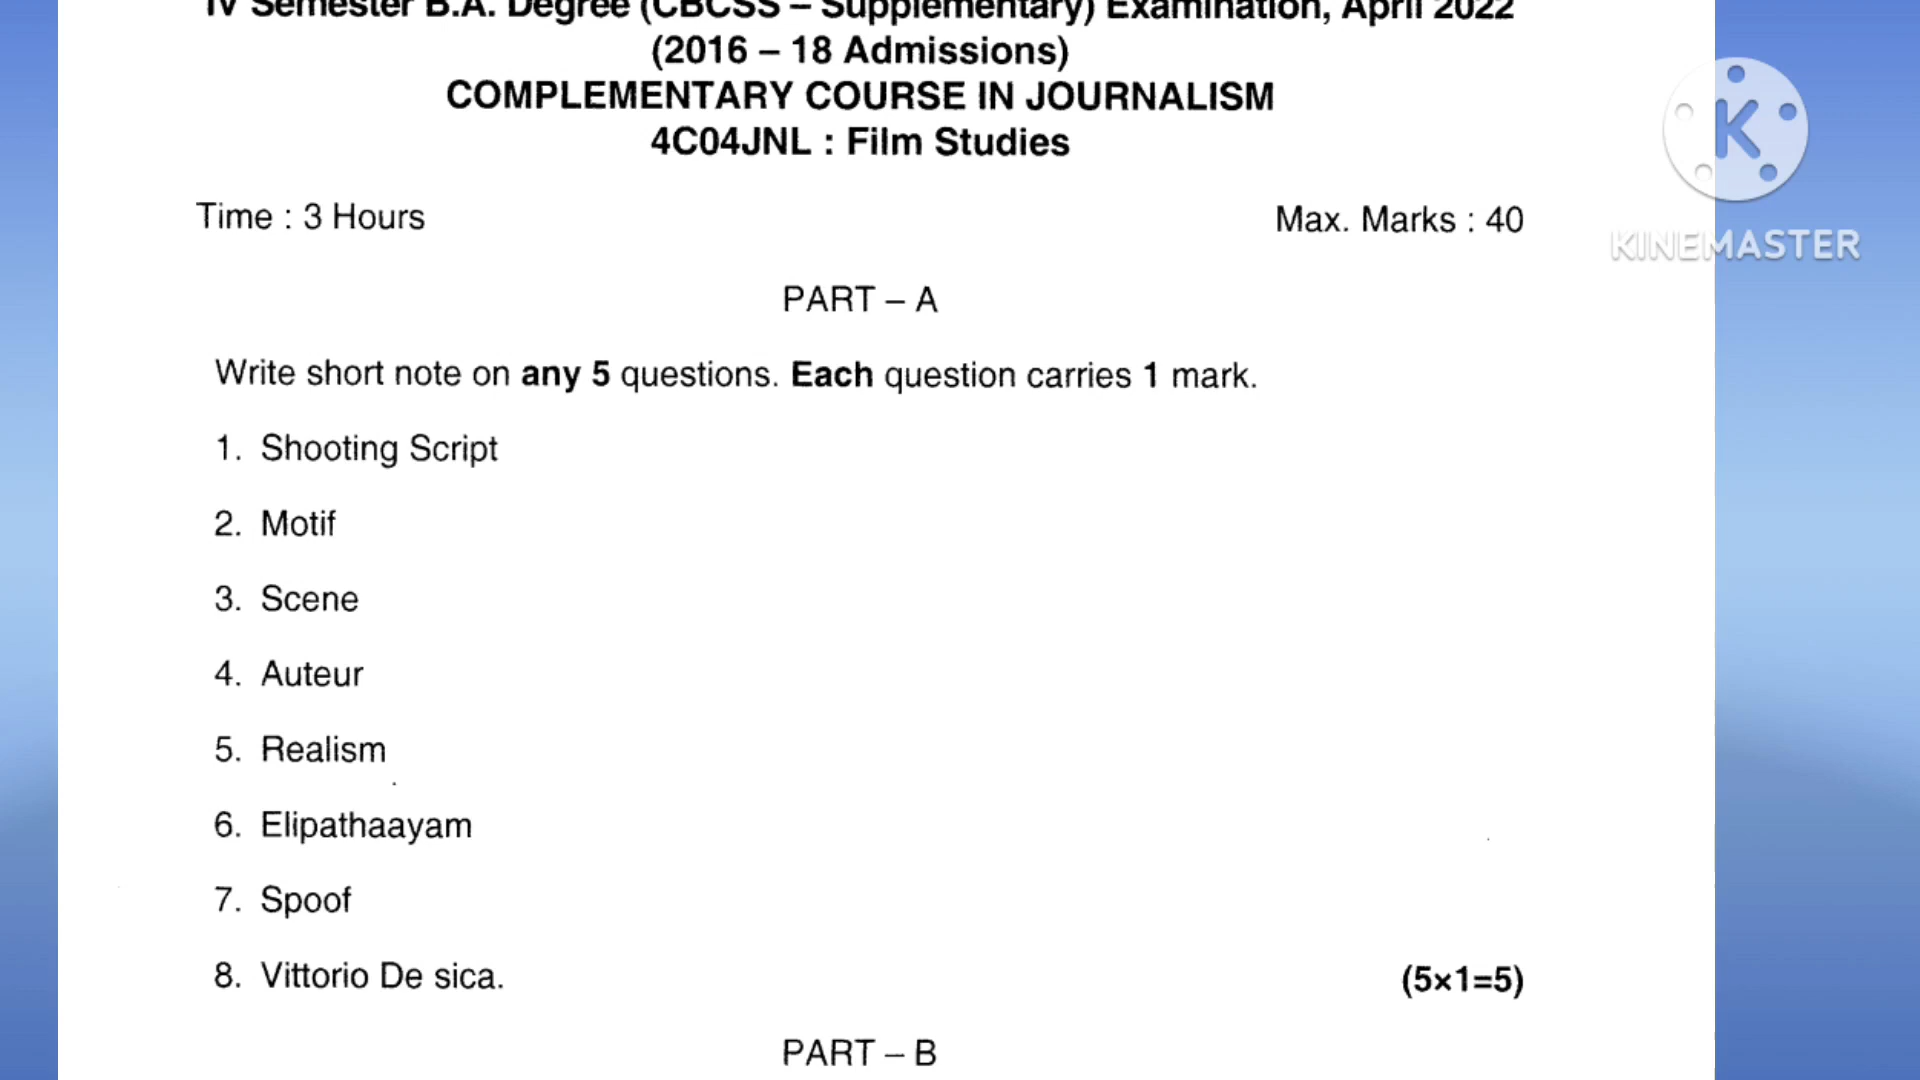 IV Semester B.A. Degree (CBCSS – Supplementary) Examination, April 2022
(2016 – 18 Admissions)
COMPLEMENTARY COURSE IN JOURNALISM
4C04JNL : Film Studies
K
KINEMASTER
Time : 3 Hours Max. Marks : 40
PART – A
Write short note on any 5 questions. Each question carries 1 mark.
1. Shooting Script
2. Motif
3. Scene
4. Auteur
5. Realism
6. Elipathaayam
7. Spoof
8. Vittorio De sica. (5×1=5)
PART – B